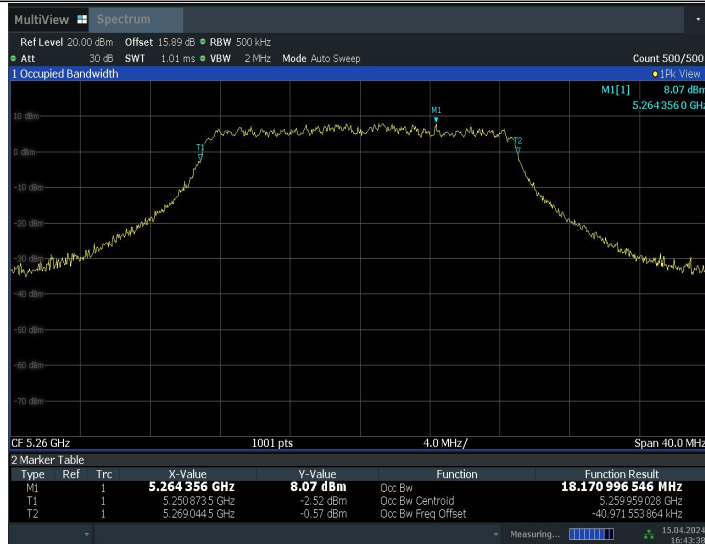 MultiView Spectrum
Ref Level 20.00 dBm Offset 15.89 dB RBW 500 kHz
Att 30 dB SWT 1.01 ms VBW 2 MHz Mode Auto Sweep Count 500/500
1 Occupied Bandwidth 1Pk View
M1[1] 8.07 dBm
5.2643560 GHz
M1
10 dBm
T1
T2
0 dBm
-10 dBm
-20 dBm
-30 dBm
-40 dBm
-50 dBm
-60 dBm
-70 dBm
CF 5.26 GHz 1001 pts 4.0 MHz/ Span 40.0 MHz
2 Marker Table
Type Ref Trc X-Value Y-Value Function Function Result
M1 1 5.264 356 GHz 8.07 dBm Occ Bw 18.170 996 546 MHz
T1 1 5.250 873 5 GHz -2.52 dBm Occ Bw Centroid 5.259 959 028 GHz
T2 1 5.269 044 5 GHz -0.57 dBm Occ Bw Freq Offset -40.971 553 864 kHz
Measuring... 15.04.2024
16:43:38